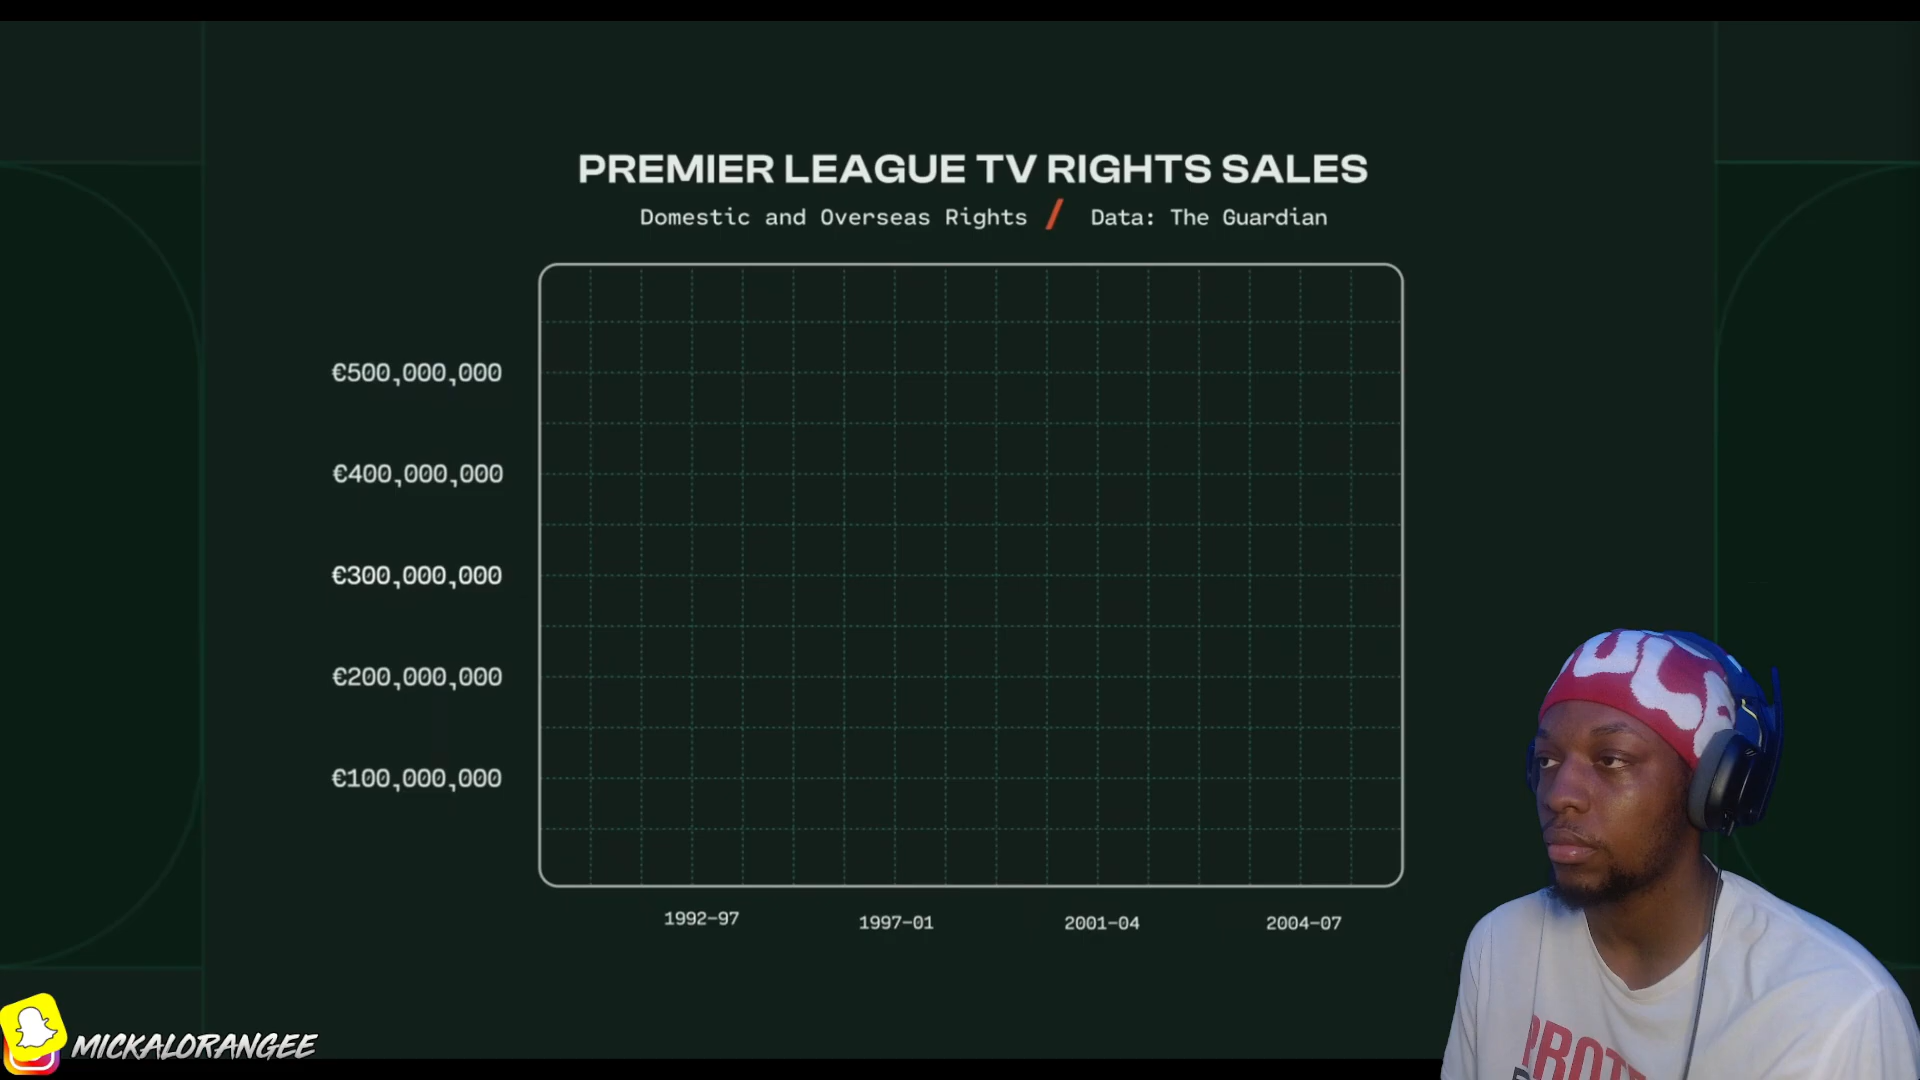 PREMIER LEAGUE TV RIGHTS SALES
Domestic and Overseas Rights / Data: The Guardian
€500,000,000
€400,000,000
€300,000,000
€200,000,000
€100,000,000
1992-97 1997-01 2001-04 2004-07
MICKALORANGEE